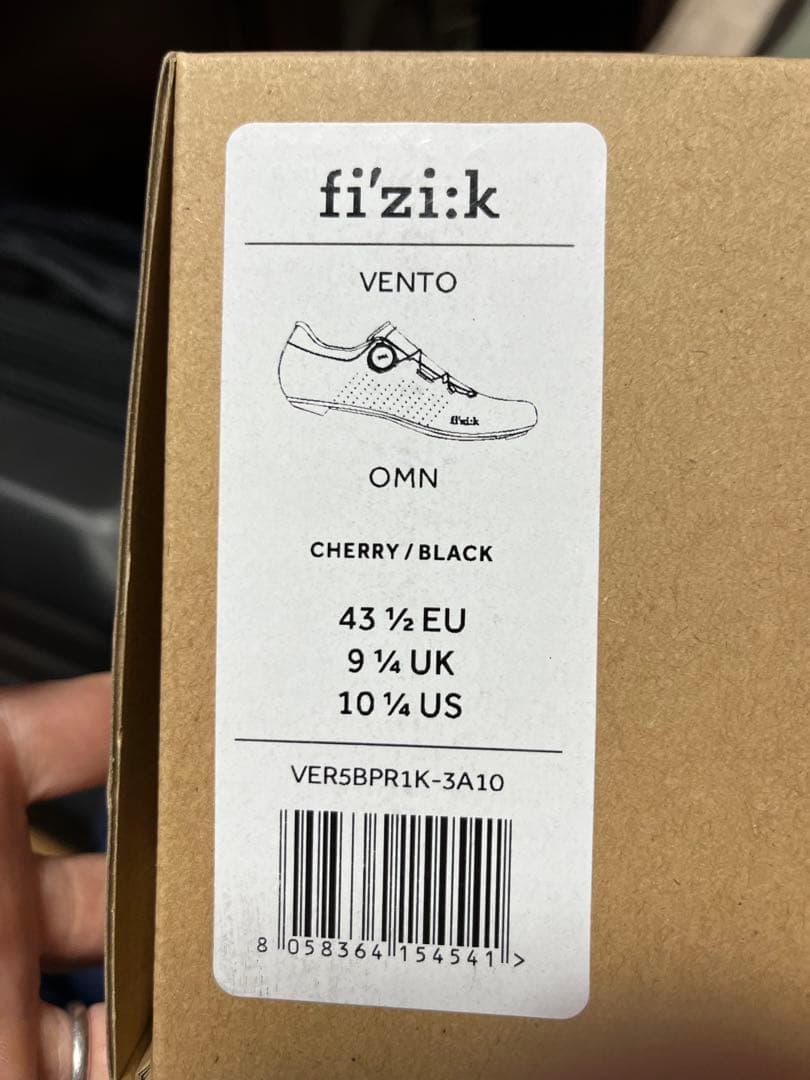 fi'zi:k
VENTO
fi'zi:k
OMN
CHERRY / BLACK
43 ½ EU
9 ¼ UK
10 ¼ US
VER5BPR1K-3A10
8 058364 154541 >